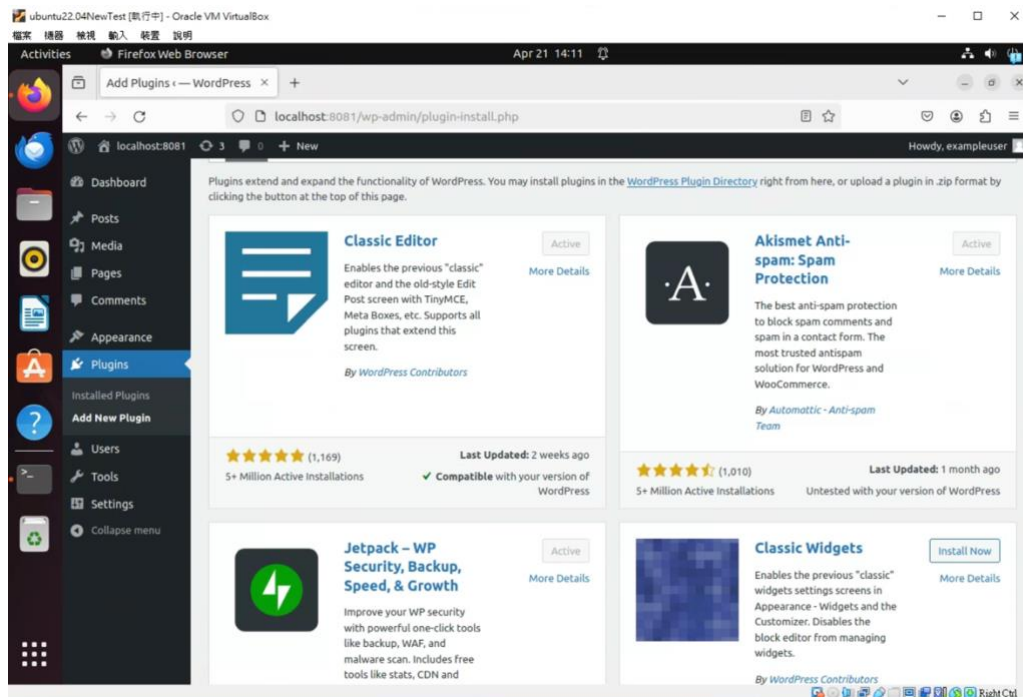 ubuntu22.04NewTest [執行中] - Oracle VM VirtualBox
檔案 機器 檢視 輸入 裝置 說明
Activities Firefox Web Browser Apr 21 14:11
Add Plugins ‹ — WordPress × +
localhost:8081/wp-admin/plugin-install.php
localhost:8081 3 0 + New Howdy, exampleuser
Dashboard
Posts
Media
Pages
Comments
Appearance
Plugins
Installed Plugins
Add New Plugin
Users
Tools
Settings
Collapse menu
Plugins extend and expand the functionality of WordPress. You may install plugins in the WordPress Plugin Directory right from here, or upload a plugin in .zip format by
clicking the button at the top of this page.
Classic Editor
Active
More Details
Enables the previous "classic"
editor and the old-style Edit
Post screen with TinyMCE,
Meta Boxes, etc. Supports all
plugins that extend this
screen.
By WordPress Contributors
(1,169)
5+ Million Active Installations
Last Updated: 2 weeks ago
✔ Compatible with your version of
WordPress
·A·
Akismet Anti-
spam: Spam
Protection
Active
More Details
The best anti-spam protection
to block spam comments and
spam in a contact form. The
most trusted antispam
solution for WordPress and
WooCommerce.
By Automattic - Anti-spam
Team
(1,010)
5+ Million Active Installations
Last Updated: 1 month ago
Untested with your version of WordPress
Jetpack – WP
Security, Backup,
Speed, & Growth
Active
More Details
Improve your WP security
with powerful one-click tools
like backup, WAF, and
malware scan. Includes free
tools like stats, CDN and
Classic Widgets
Install Now
More Details
Enables the previous "classic"
widgets settings screens in
Appearance - Widgets and the
Customizer. Disables the
block editor from managing
widgets.
By WordPress Contributors
Right Ctrl